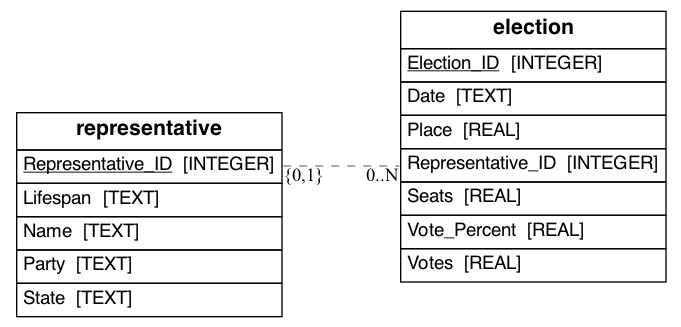 election
Election_ID [INTEGER]
Date [TEXT]
Place [REAL]
Representative_ID [INTEGER]
Seats [REAL]
Vote_Percent [REAL]
Votes [REAL]
representative
Representative_ID [INTEGER]
Lifespan [TEXT]
Name [TEXT]
Party [TEXT]
State [TEXT]
{0,1}
0..N